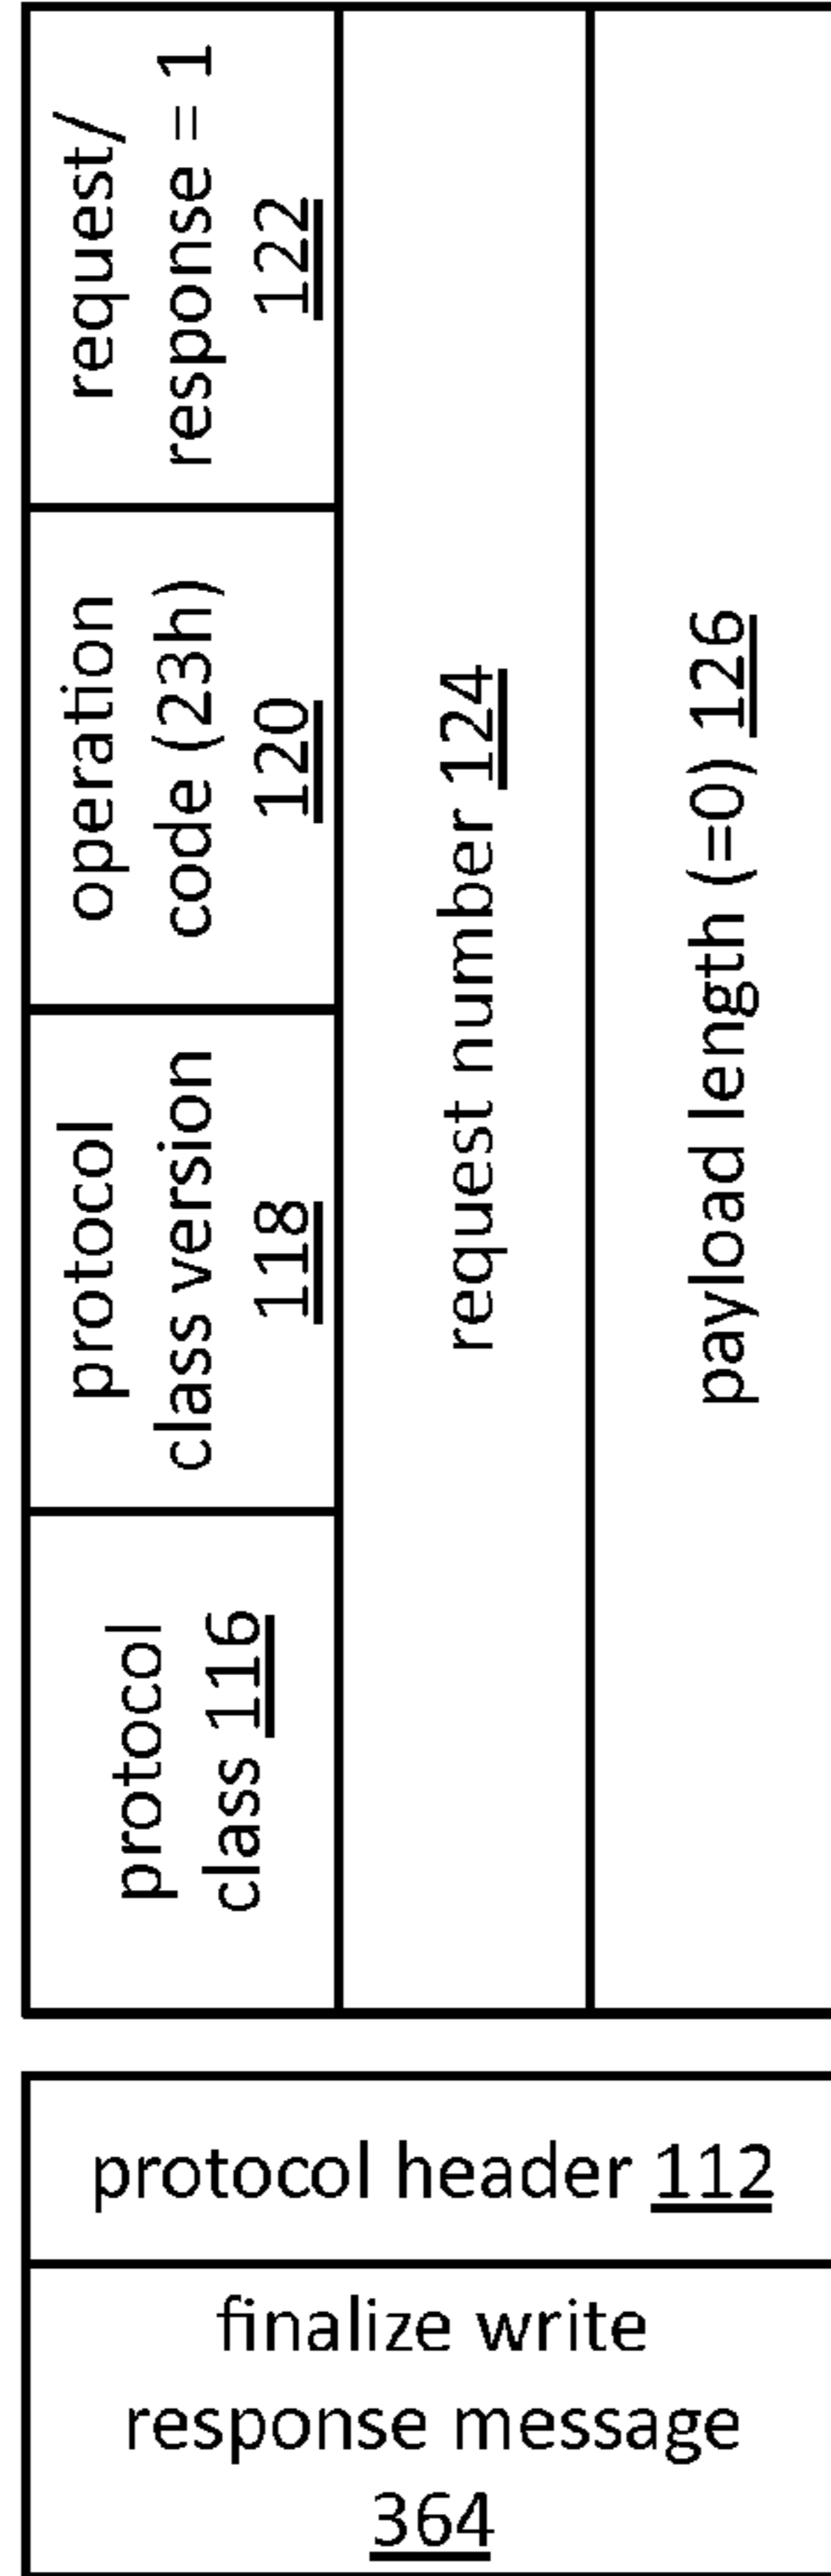 protocol
class 116
protocol
class version
118
operation
code (23h)
120
request/
response = 1
122
request number 124
payload length (=0) 126
protocol header 112
finalize write
response message
364